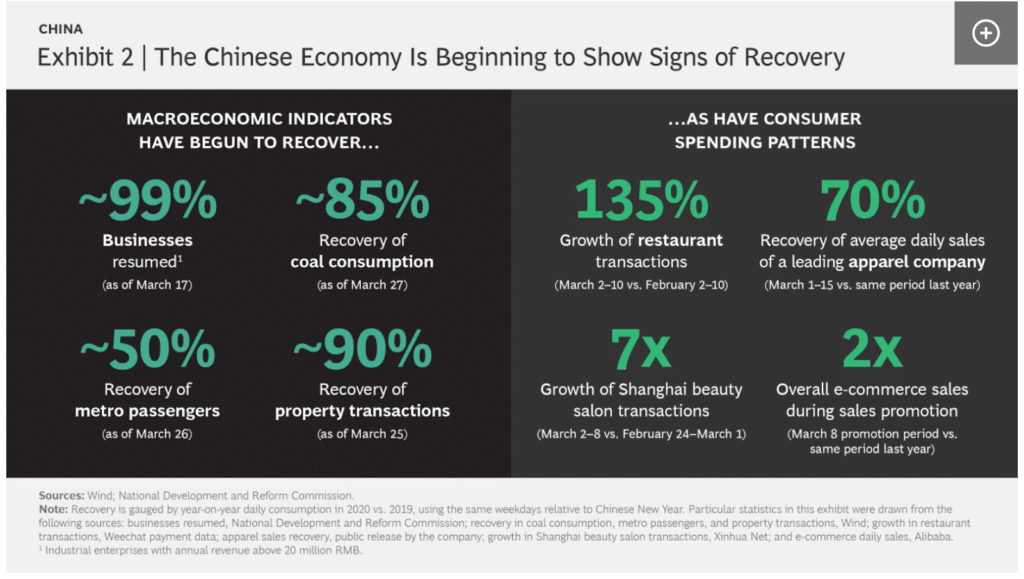 CHINA
Exhibit 2 | The Chinese Economy Is Beginning to Show Signs of Recovery
MACROECONOMIC INDICATORS
HAVE BEGUN TO RECOVER...
~99%
Businesses
resumed¹
(as of March 17)
~85%
Recovery of
coal consumption
(as of March 27)
~50%
Recovery of
metro passengers
(as of March 26)
~90%
Recovery of
property transactions
(as of March 25)
...AS HAVE CONSUMER
SPENDING PATTERNS
135%
Growth of restaurant
transactions
(March 2–10 vs. February 2–10)
70%
Recovery of average daily sales
of a leading apparel company
(March 1–15 vs. same period last year)
7x
Growth of Shanghai beauty
salon transactions
(March 2–8 vs. February 24–March 1)
2x
Overall e-commerce sales
during sales promotion
(March 8 promotion period vs.
same period last year)
Sources: Wind; National Development and Reform Commission.
Note: Recovery is gauged by year-on-year daily consumption in 2020 vs. 2019, using the same weekdays relative to Chinese New Year. Particular statistics in this exhibit were drawn from the
following sources: businesses resumed, National Development and Reform Commission; recovery in coal consumption, metro passengers, and property transactions, Wind; growth in restaurant
transactions, Weechat payment data; apparel sales recovery, public release by the company; growth in Shanghai beauty salon transactions, Xinhua Net; and e-commerce daily sales, Alibaba.
¹ Industrial enterprises with annual revenue above 20 million RMB.